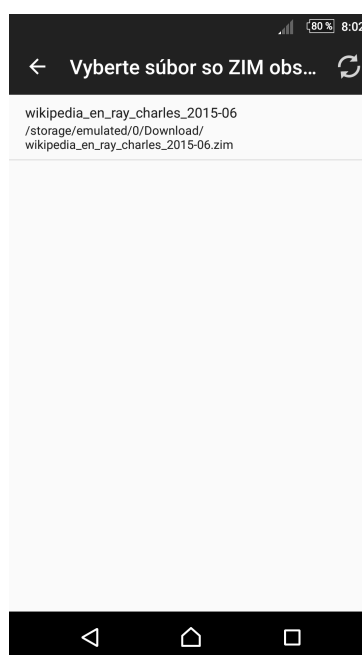 80 % 8:02
Vyberte súbor so ZIM obs...
wikipedia_en_ray_charles_2015-06
/storage/emulated/0/Download/
wikipedia_en_ray_charles_2015-06.zim